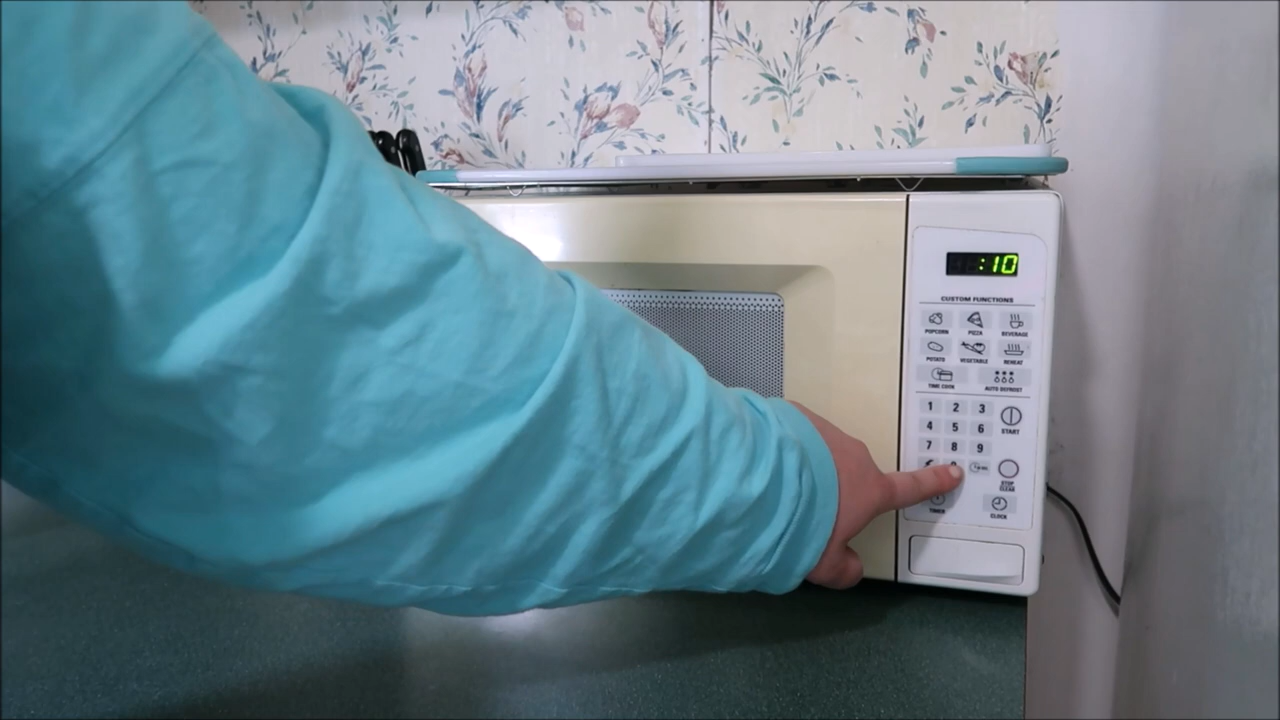 :10
CUSTOM FUNCTIONS
POPCORN PIZZA BEVERAGE
POTATO VEGETABLE REHEAT
TIME COOK AUTO DEFROST
1 2 3
START
4 5 6
7 8 9
STOP
CLEAR
TIMER CLOCK